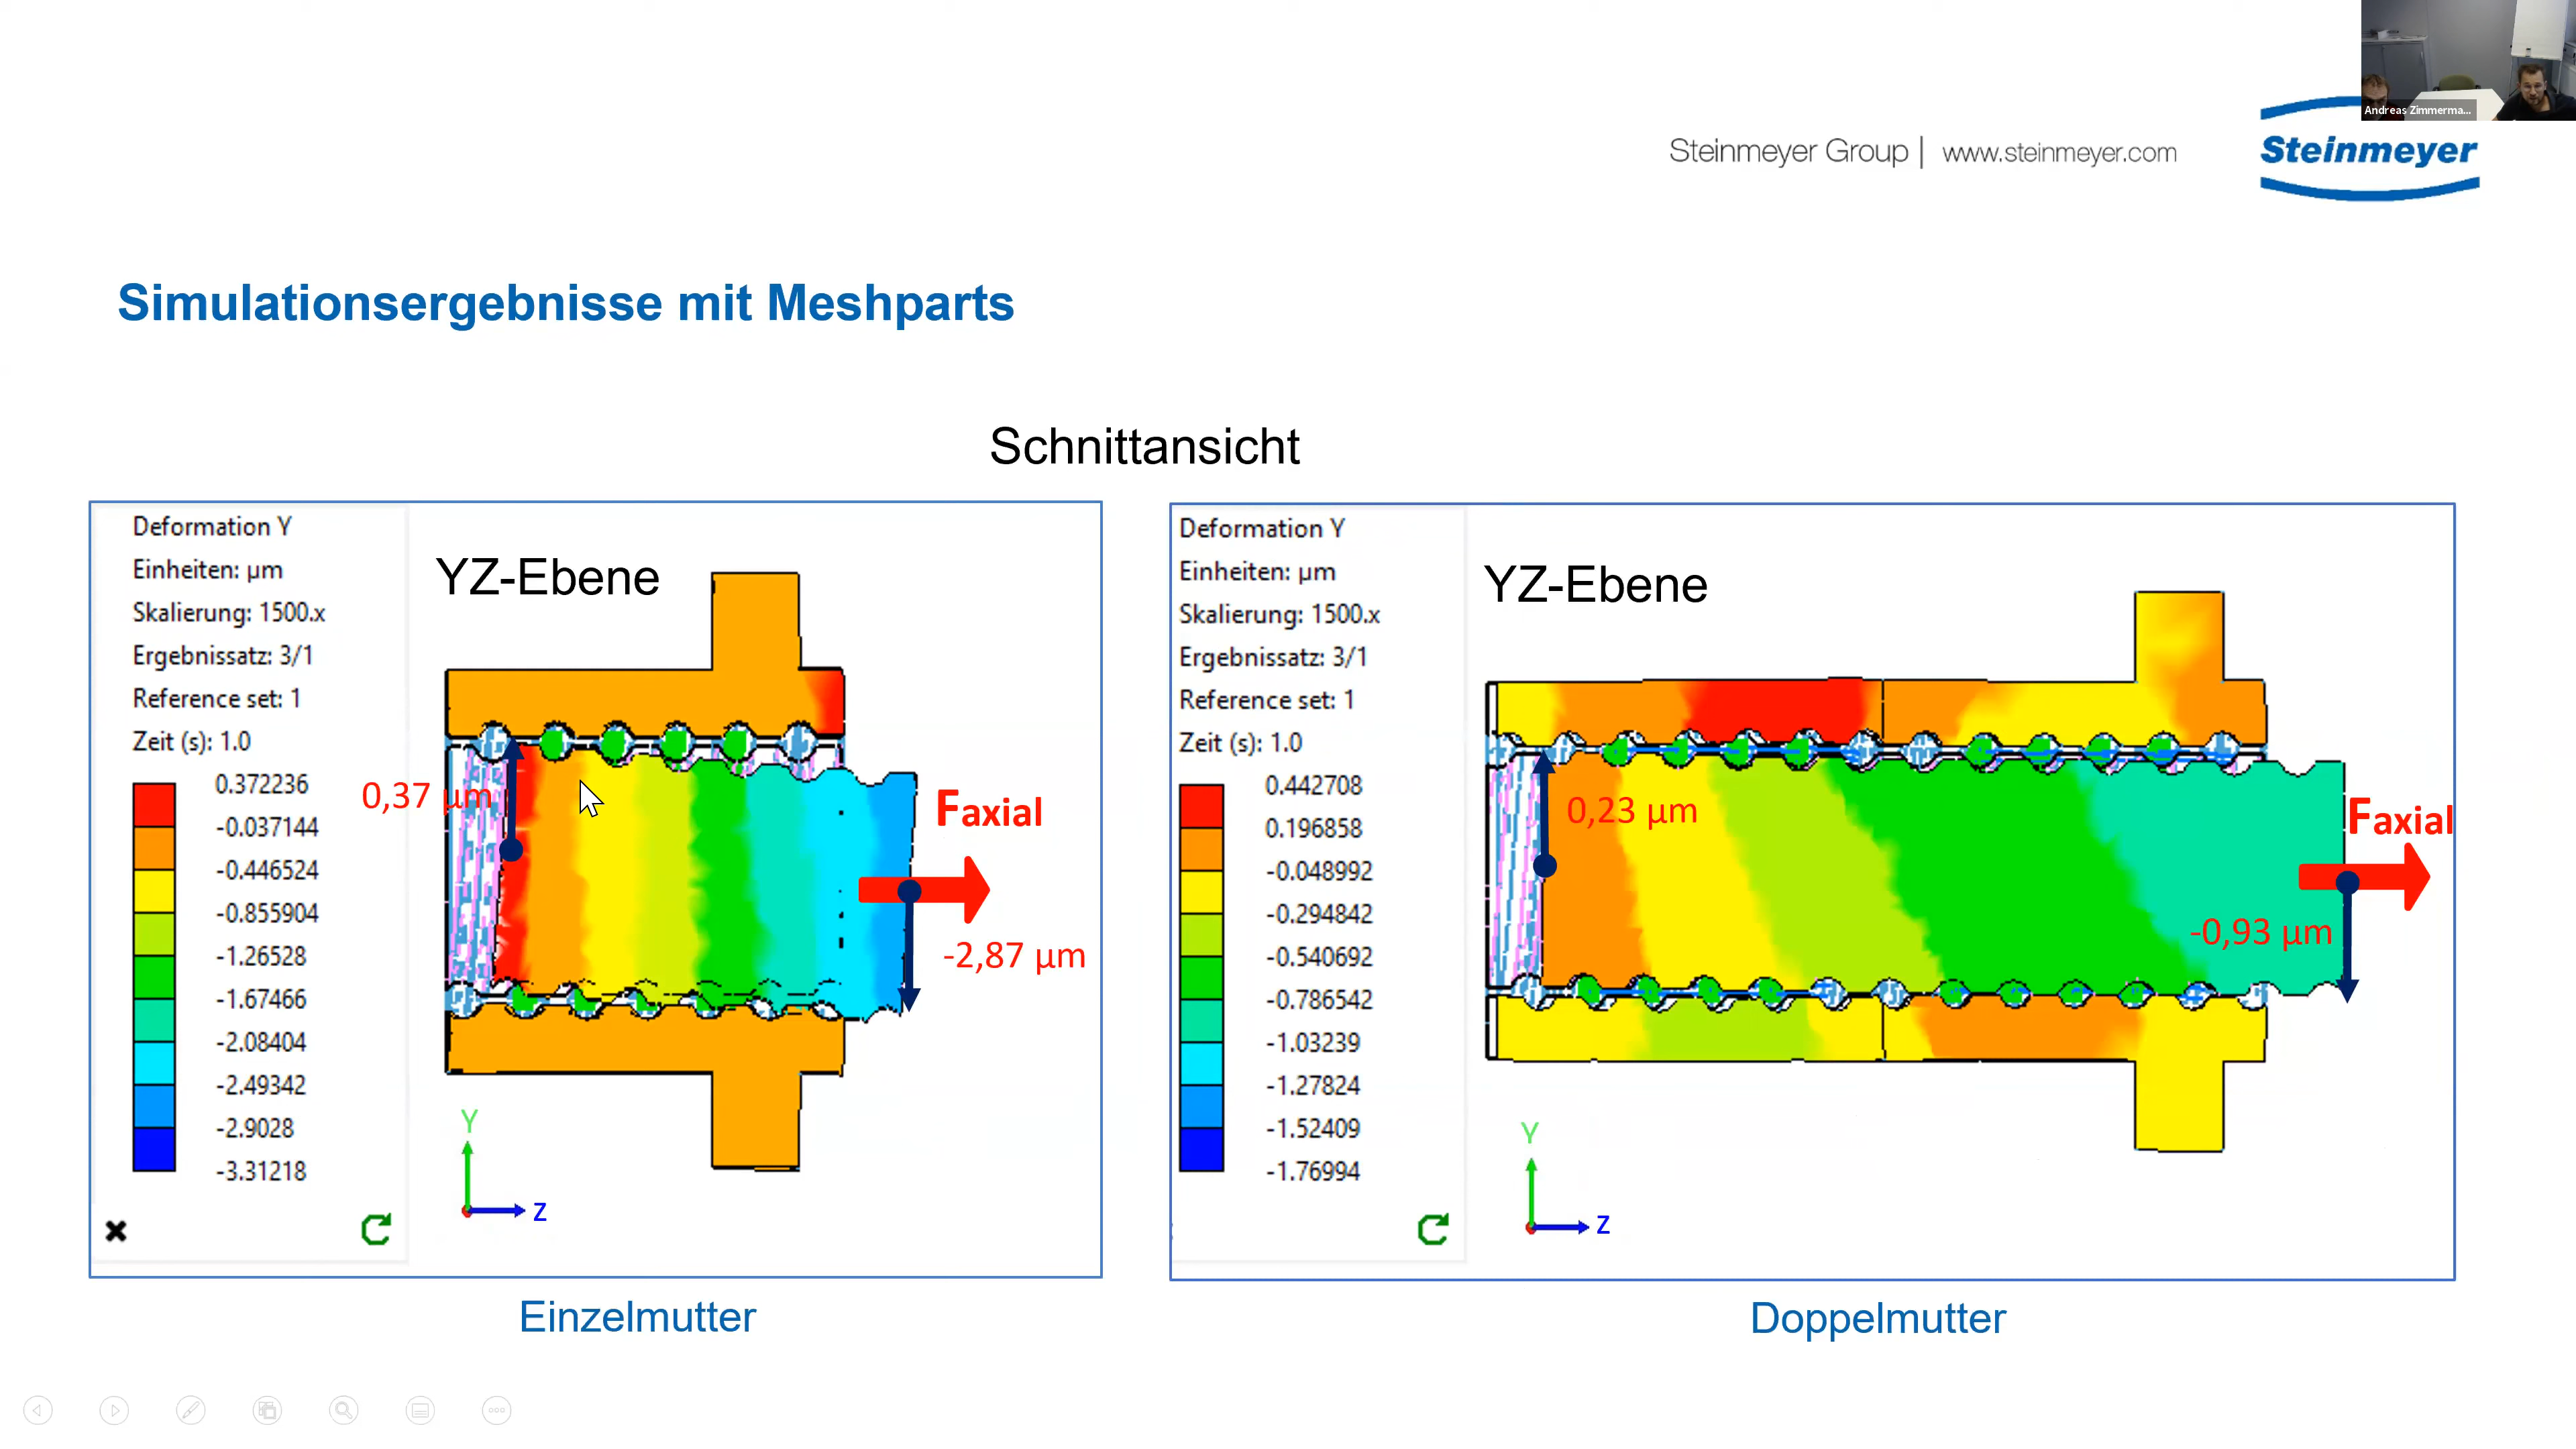 Andreas Zimmerma...
Steinmeyer Group | www.steinmeyer.com
Steinmeyer
Simulationsergebnisse mit Meshparts
Schnittansicht
Deformation Y
Einheiten: µm
Skalierung: 1500.x
Ergebnissatz: 3/1
Reference set: 1
Zeit (s): 1.0
0.372236
-0.037144
-0.446524
-0.855904
-1.26528
-1.67466
-2.08404
-2.49342
-2.9028
-3.31218
YZ-Ebene
0,37 µm
Faxial
-2,87 µm
Y
Z
Einzelmutter
Deformation Y
Einheiten: µm
Skalierung: 1500.x
Ergebnissatz: 3/1
Reference set: 1
Zeit (s): 1.0
0.442708
0.196858
-0.048992
-0.294842
-0.540692
-0.786542
-1.03239
-1.27824
-1.52409
-1.76994
YZ-Ebene
0,23 µm
Faxial
-0,93 µm
Y
Z
Doppelmutter